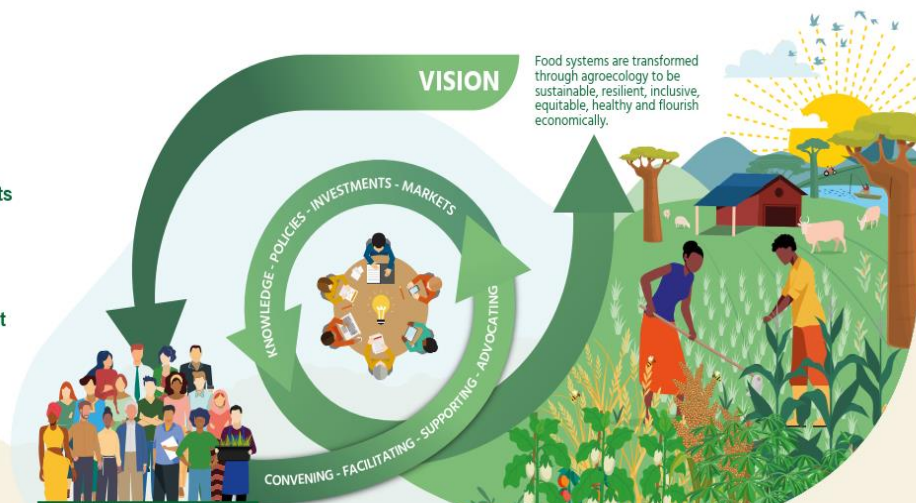 VISION
Food systems are transformed
through agroecology to be
sustainable, resilient, inclusive,
equitable, healthy and flourish
economically.
KNOWLEDGE - POLICIES - INVESTMENTS - MARKETS
CONVENING - FACILITATING - SUPPORTING - ADVOCATING